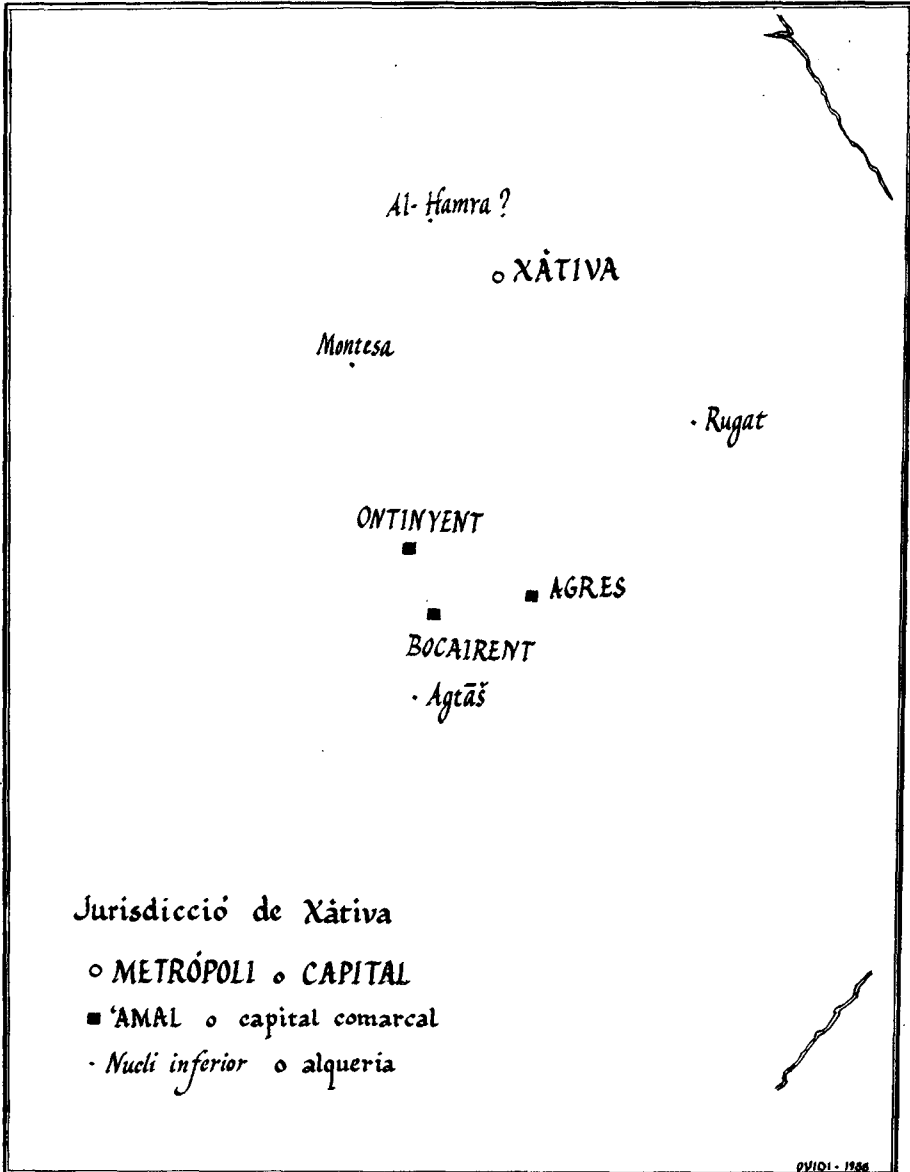 Al-Ḥamra ?
XÀTIVA
Montesa
Rugat
ONTINYENT
AGRES
BOCAIRENT
Agtāš
Jurisdicció de Xàtiva
METRÓPOLI o CAPITAL
'AMAL o capital comarcal
Nucli inferior o alqueria
OVIDI - 1986